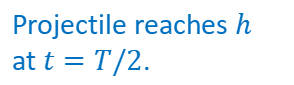 Projectile reaches h
at t = T/2.